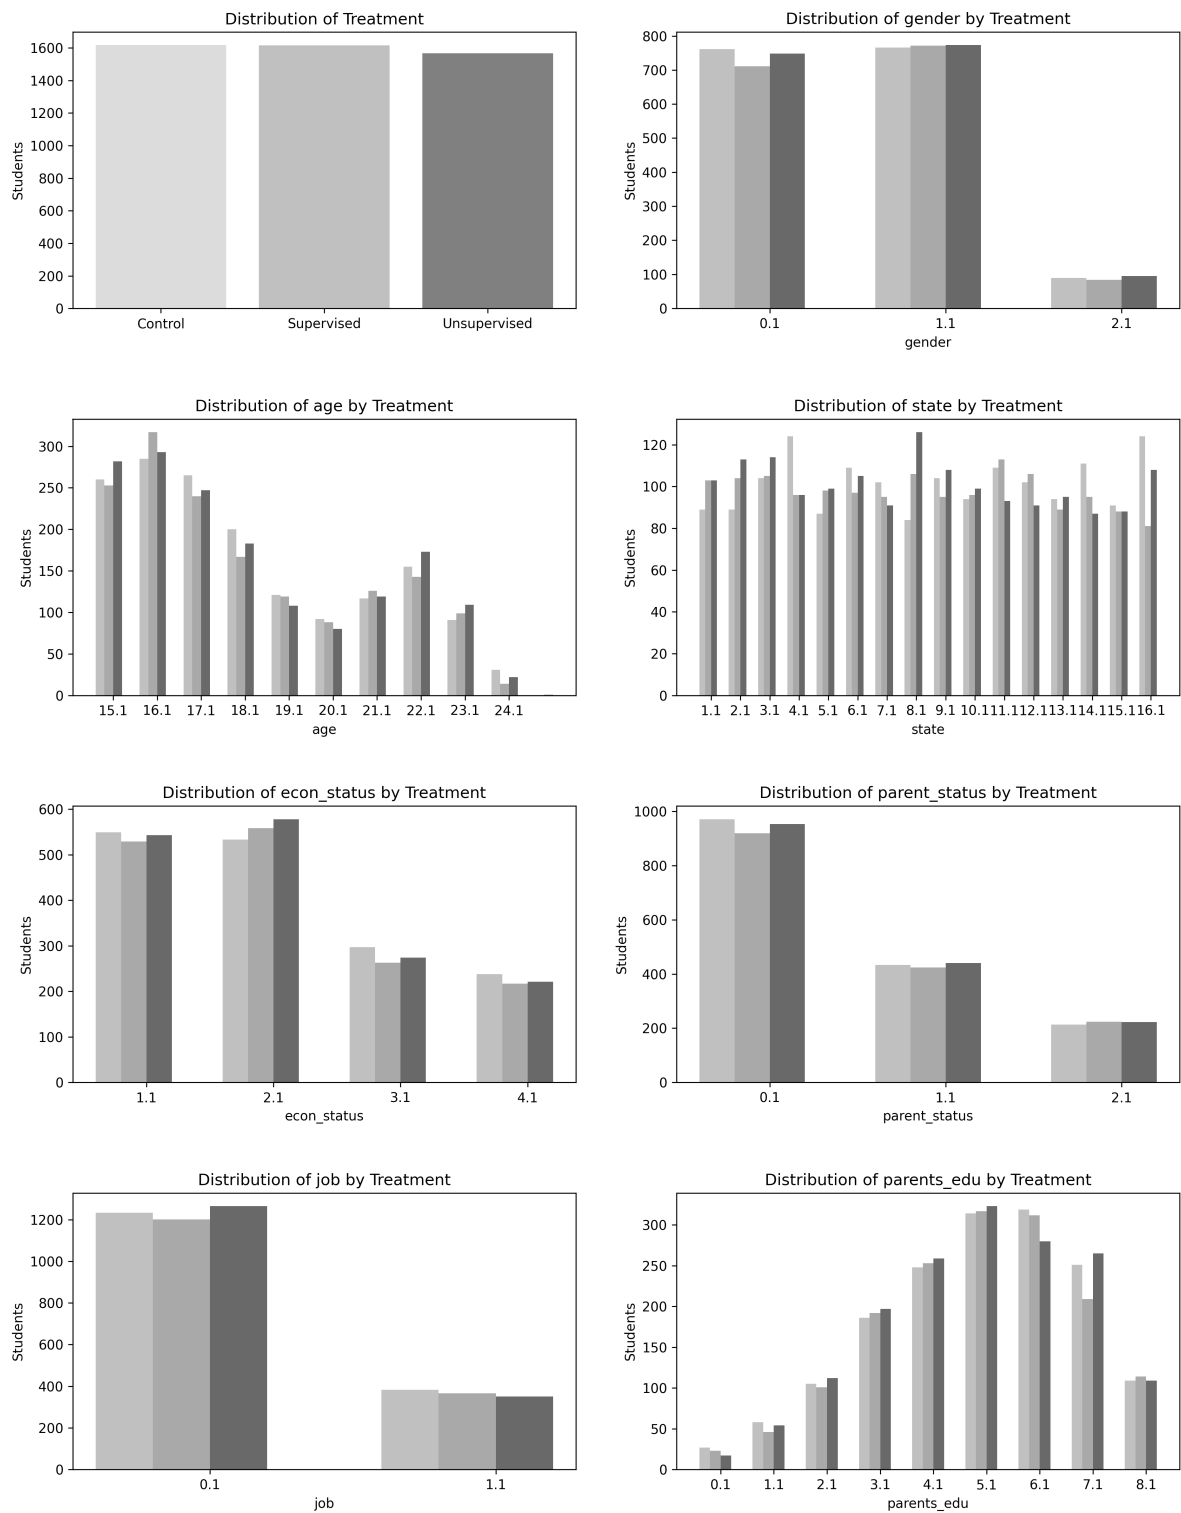 Distribution of Treatment
Students
1600
1400
1200
1000
800
600
400
200
0
Control Supervised Unsupervised
Distribution of gender by Treatment
Students
800
700
600
500
400
300
200
100
0
0.1 1.1 2.1
gender
Distribution of age by Treatment
Students
300
250
200
150
100
50
0
15.1 16.1 17.1 18.1 19.1 20.1 21.1 22.1 23.1 24.1
age
Distribution of state by Treatment
Students
120
100
80
60
40
20
0
1.1 2.1 3.1 4.1 5.1 6.1 7.1 8.1 9.1 10.1 11.1 12.1 13.1 14.1 15.1 16.1
state
Distribution of econ_status by Treatment
Students
600
500
400
300
200
100
0
1.1 2.1 3.1 4.1
econ_status
Distribution of parent_status by Treatment
Students
1000
800
600
400
200
0
0.1 1.1 2.1
parent_status
Distribution of job by Treatment
Students
1200
1000
800
600
400
200
0
0.1 1.1
job
Distribution of parents_edu by Treatment
Students
300
250
200
150
100
50
0
0.1 1.1 2.1 3.1 4.1 5.1 6.1 7.1 8.1
parents_edu